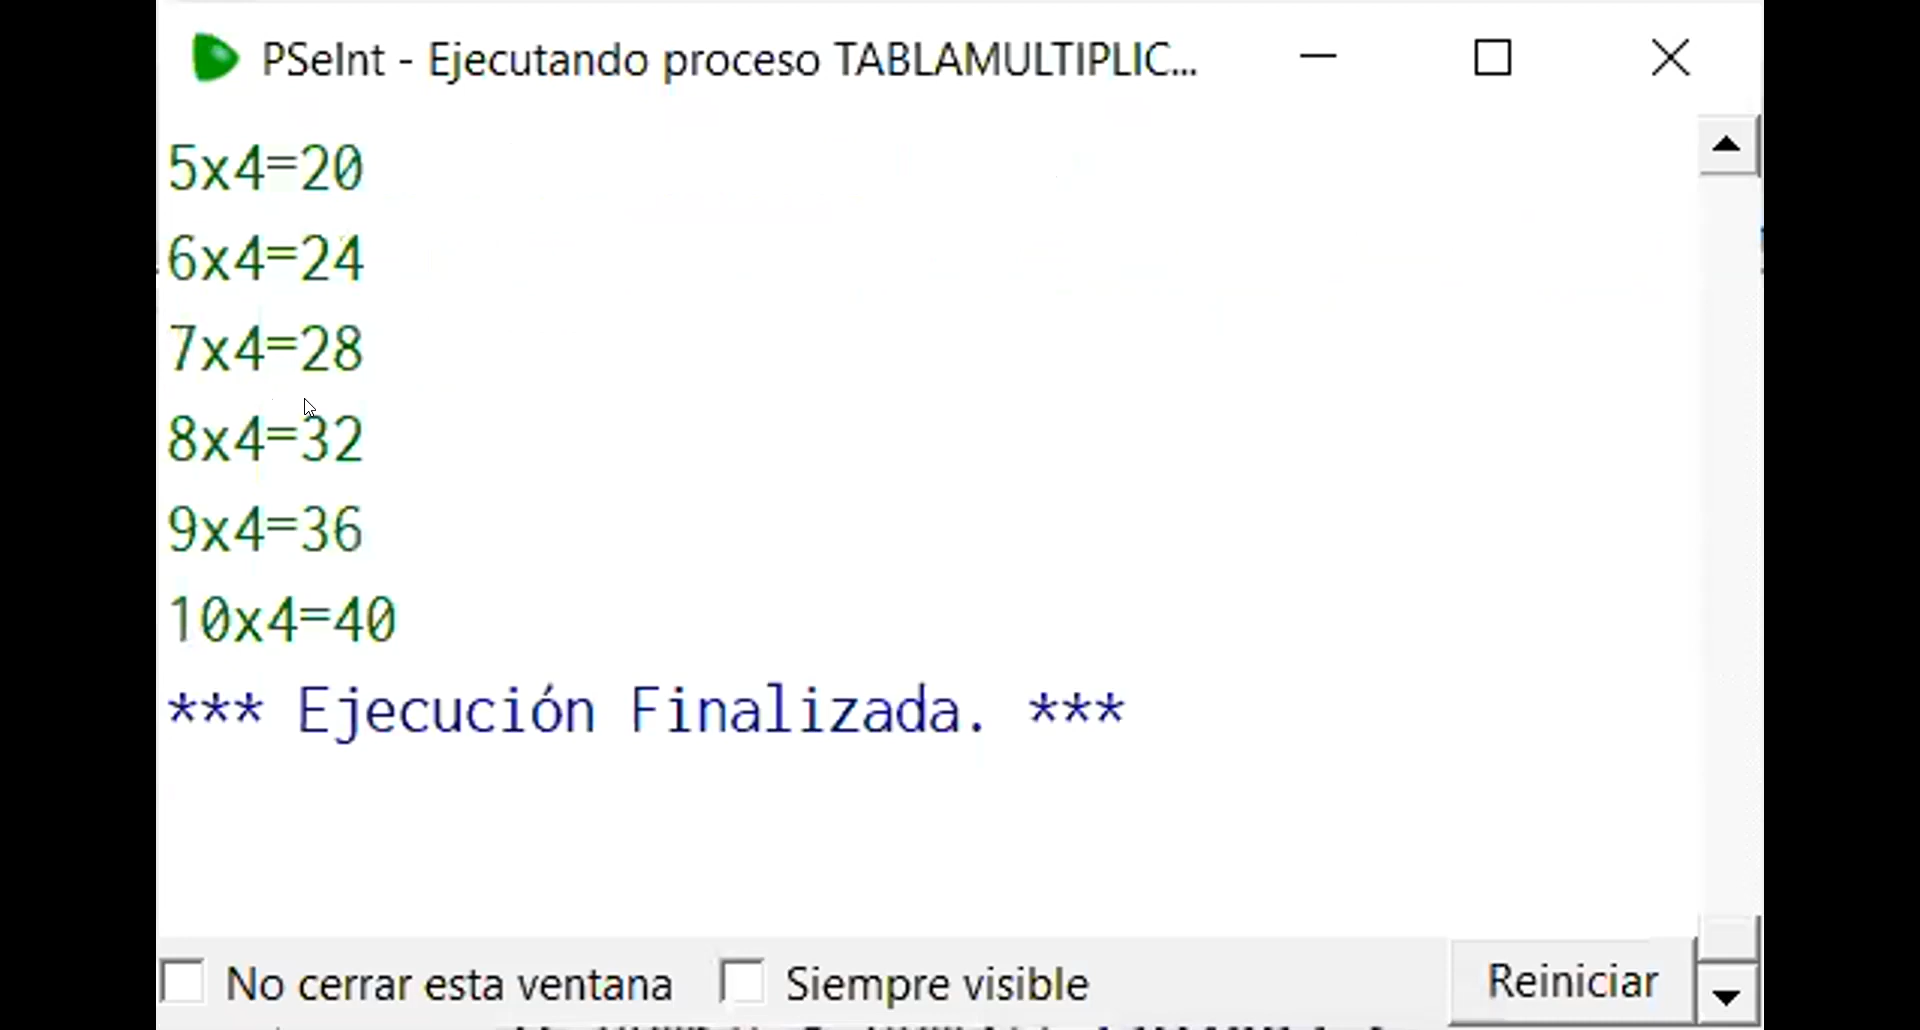 PSeInt - Ejecutando proceso TABLAMULTIPLIC...
5x4=20
6x4=24
7x4=28
8x4=32
9x4=36
10x4=40
*** Ejecución Finalizada. ***
No cerrar esta ventana Siempre visible Reiniciar